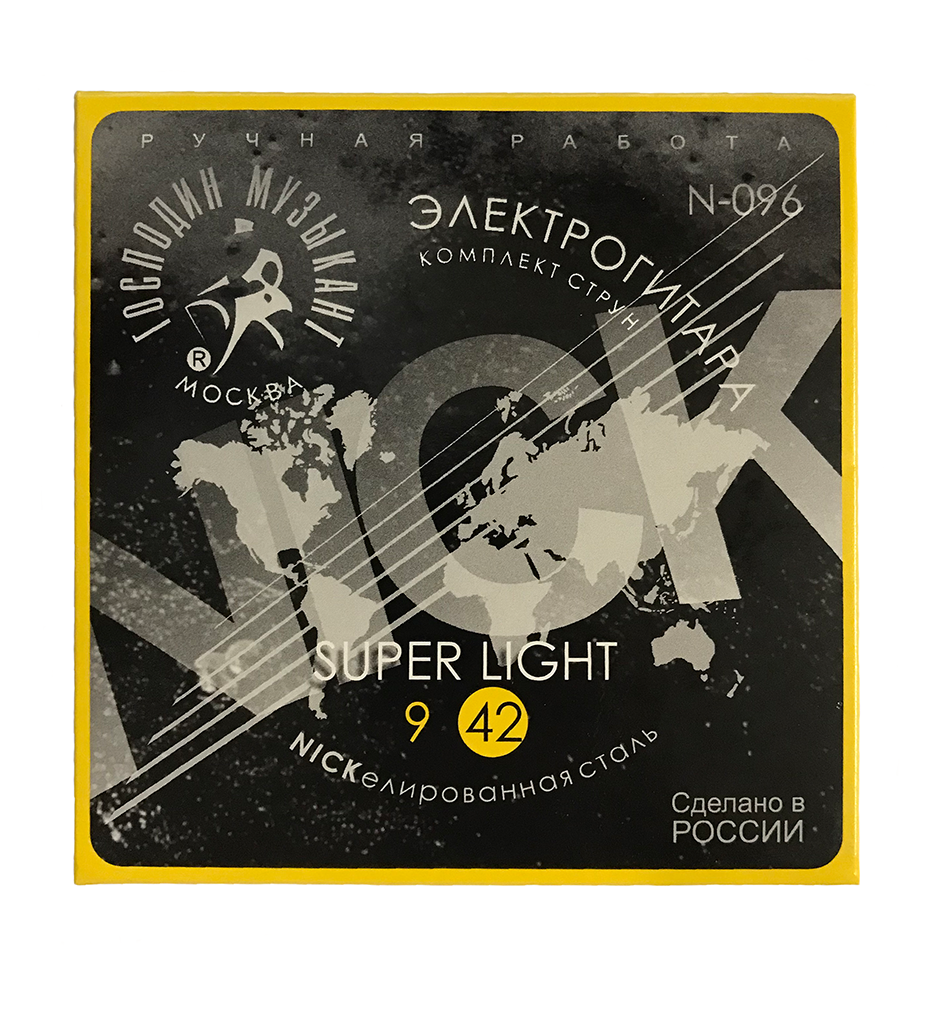 РУЧНАЯ РАБОТА
ГОСПОДИН МУЗЫКАНТ
®
МОСКВА
ЭЛЕКТРОГИТАРА
КОМПЛЕКТ СТРУН
N-096
NICK
SUPER LIGHT
9 42
NICKелированная сталь
Сделано в
РОССИИ